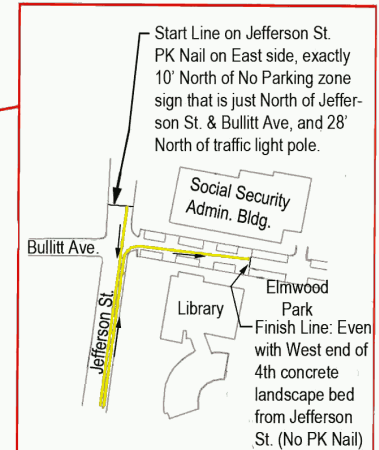 Start Line on Jefferson St.
PK Nail on East side, exactly
10' North of No Parking zone
sign that is just North of Jeffer-
son St. & Bullitt Ave, and 28'
North of traffic light pole.
Social Security
Admin. Bldg.
Bullitt Ave.
Jefferson St.
Library
Elmwood
Park
Finish Line: Even
with West end of
4th concrete
landscape bed
from Jefferson
St. (No PK Nail)